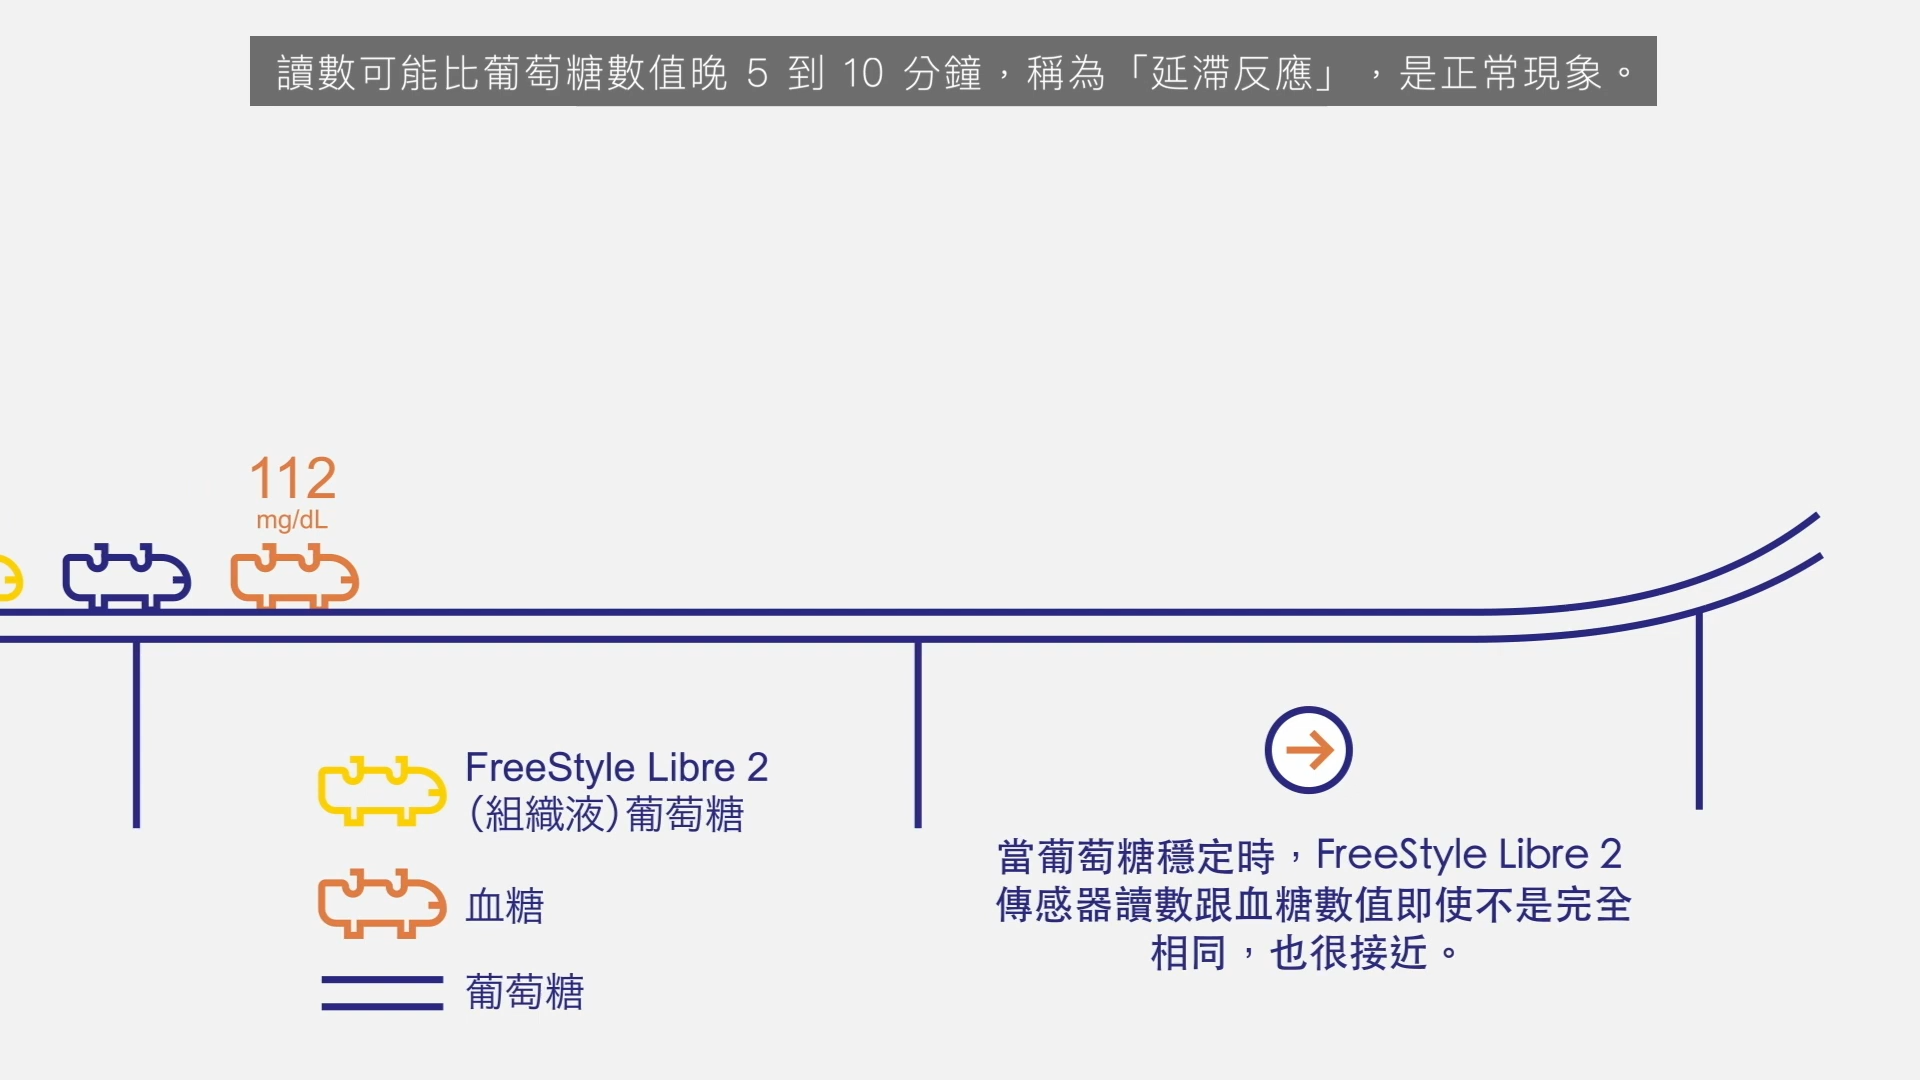 讀數可能比葡萄糖數值晚 5 到 10 分鐘，稱為「延滯反應」，是正常現象。
112
mg/dL
FreeStyle Libre 2
(組織液)葡萄糖
血糖
葡萄糖
當葡萄糖穩定時，FreeStyle Libre 2
傳感器讀數跟血糖數值即使不是完全
相同，也很接近。